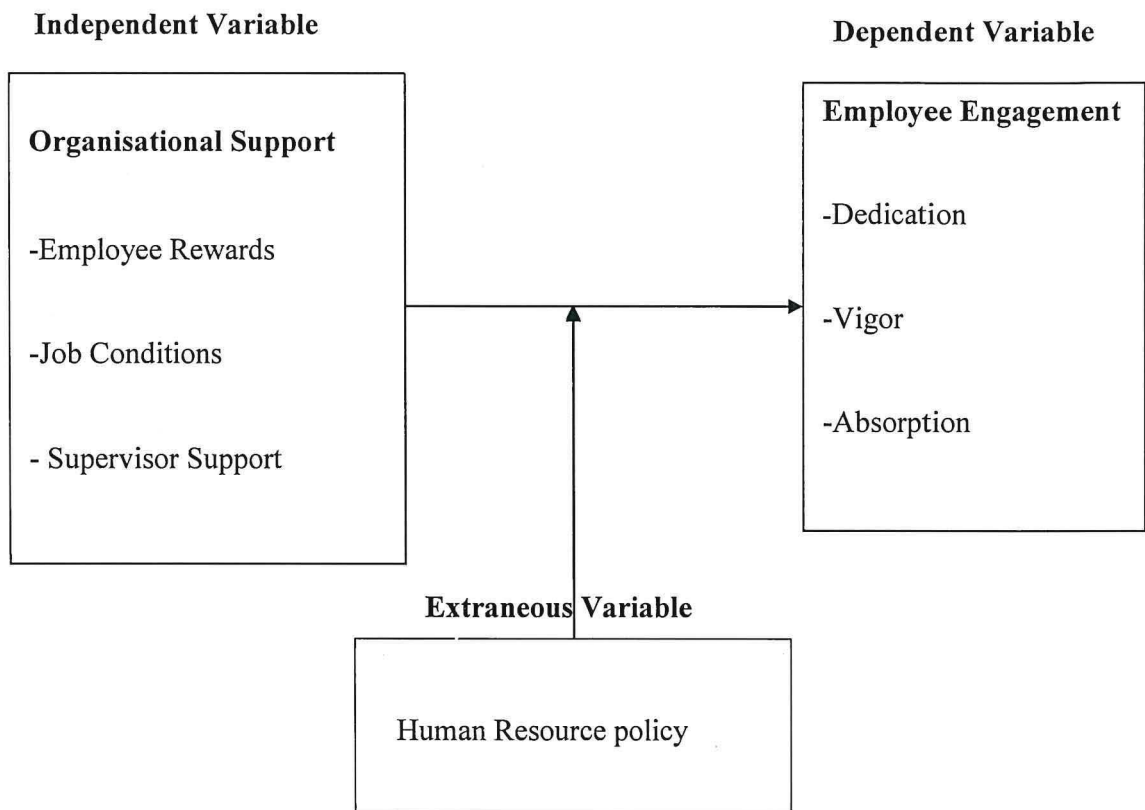 Independent Variable
Organisational Support
-Employee Rewards
-Job Conditions
- Supervisor Support
Dependent Variable
Employee Engagement
-Dedication
-Vigor
-Absorption
Extraneous Variable
Human Resource policy